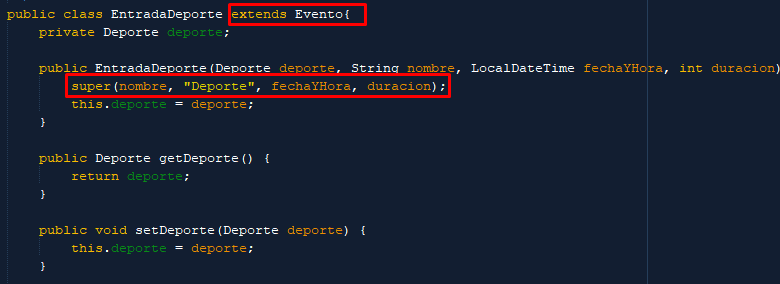 public class EntradaDeporte extends Evento{
private Deporte deporte;
public EntradaDeporte(Deporte deporte, String nombre, LocalDateTime fechaYHora, int duracion)
super(nombre, "Deporte", fechaYHora, duracion);
this.deporte = deporte;
}
public Deporte getDeporte() {
return deporte;
}
public void setDeporte(Deporte deporte) {
this.deporte = deporte;
}